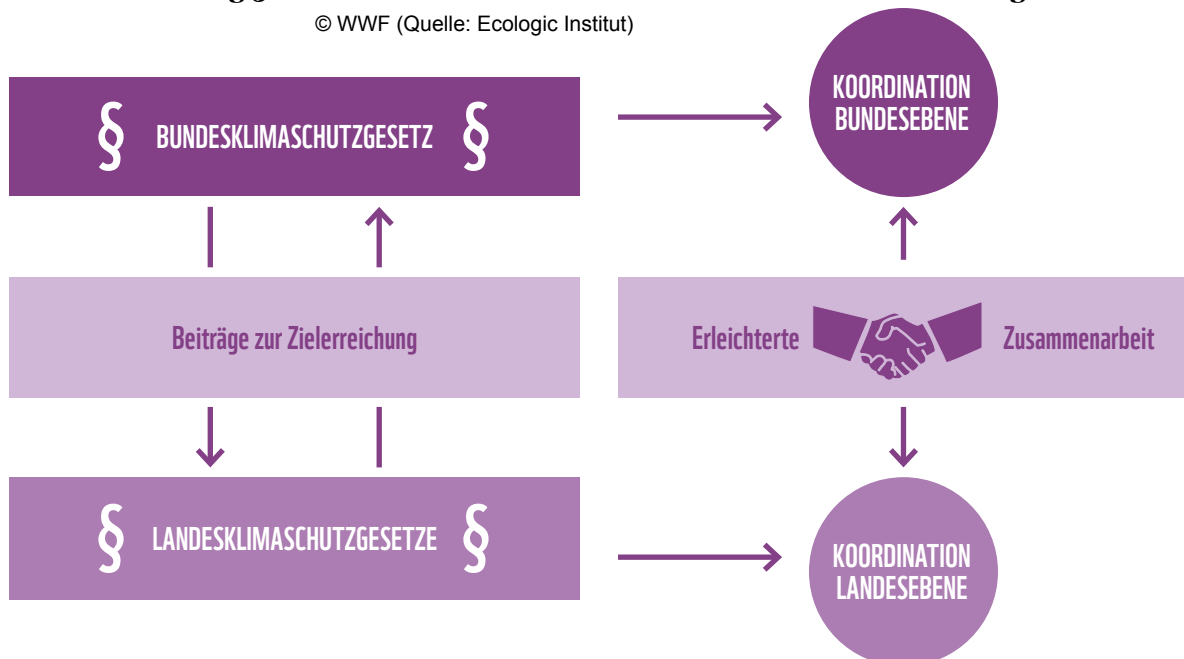 © WWF (Quelle: Ecologic Institut)
§ BUNDESKLIMASCHUTZGESETZ §
KOORDINATION
BUNDESEBENE
Beiträge zur Zielerreichung
Erleichterte Zusammenarbeit
§ LANDESKLIMASCHUTZGESETZE §
KOORDINATION
LANDESEBENE